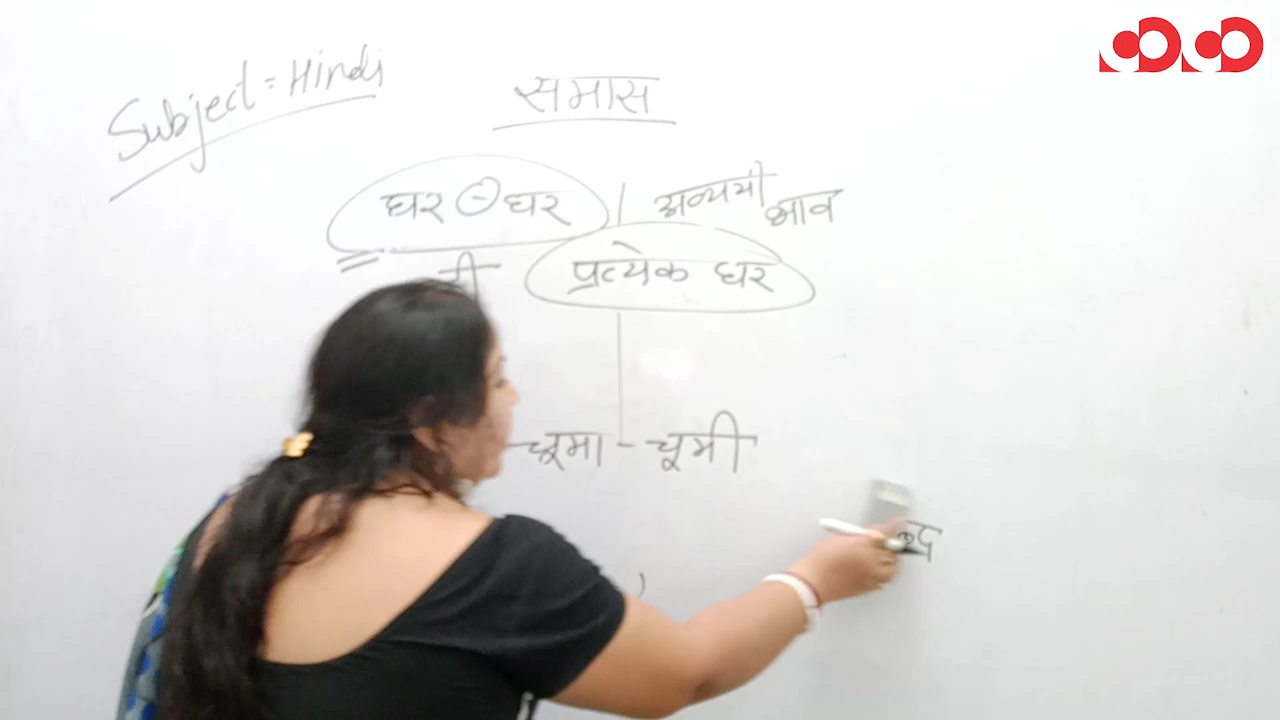 Subject = Hindi
समास
घर - घर | अव्ययी भाव
प्रत्येक घर
चूमा - चूमी